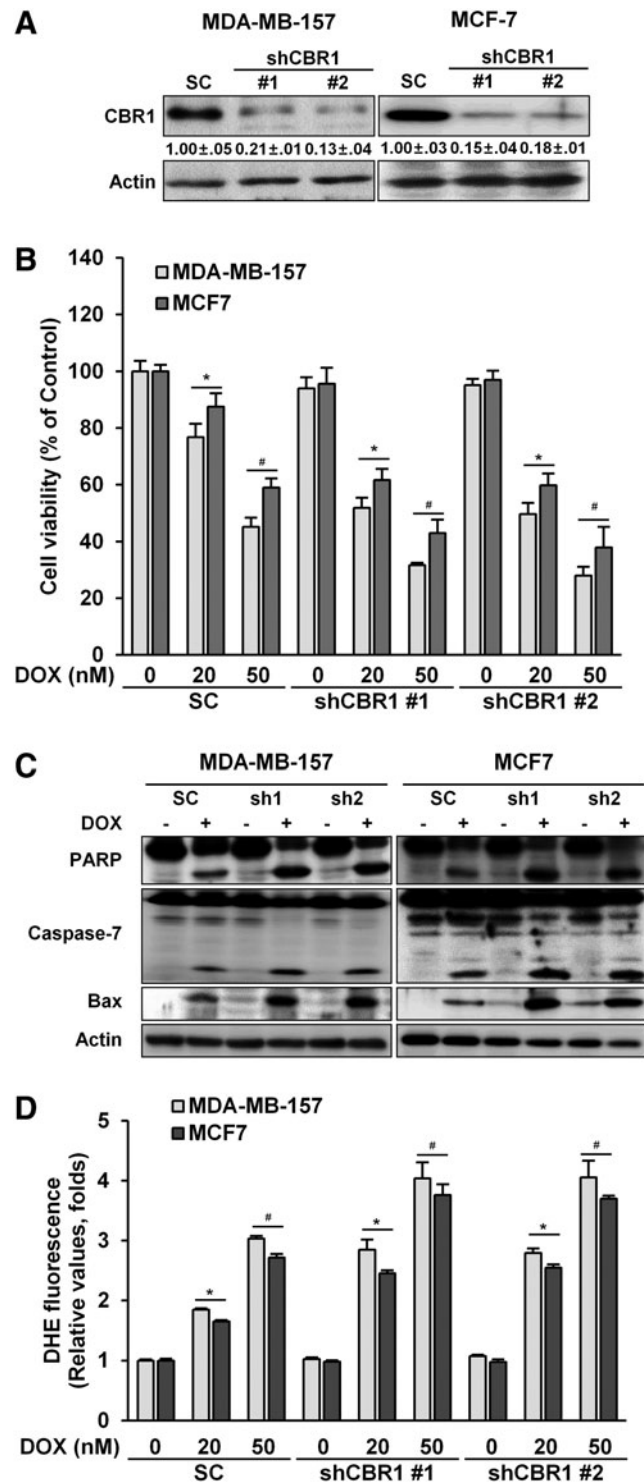 A
MDA-MB-157 MCF-7
shCBR1 shCBR1
SC #1 #2 SC #1 #2
CBR1
1.00±.05 0.21±.01 0.13±.04 1.00±.03 0.15±.04 0.18±.01
Actin
B
MDA-MB-157
MCF7
Cell viability (% of Control)
140
120
100
80
60
40
20
0
* # * # * #
DOX (nM) 0 20 50 0 20 50 0 20 50
SC shCBR1 #1 shCBR1 #2
C
MDA-MB-157 MCF7
SC sh1 sh2 SC sh1 sh2
DOX - + - + - + - + - + - +
PARP
Caspase-7
Bax
Actin
D
MDA-MB-157
MCF7
DHE fluorescence
(Relative values, folds)
5
4
3
2
1
0
* # * # * #
DOX (nM) 0 20 50 0 20 50 0 20 50
SC shCBR1 #1 shCBR1 #2